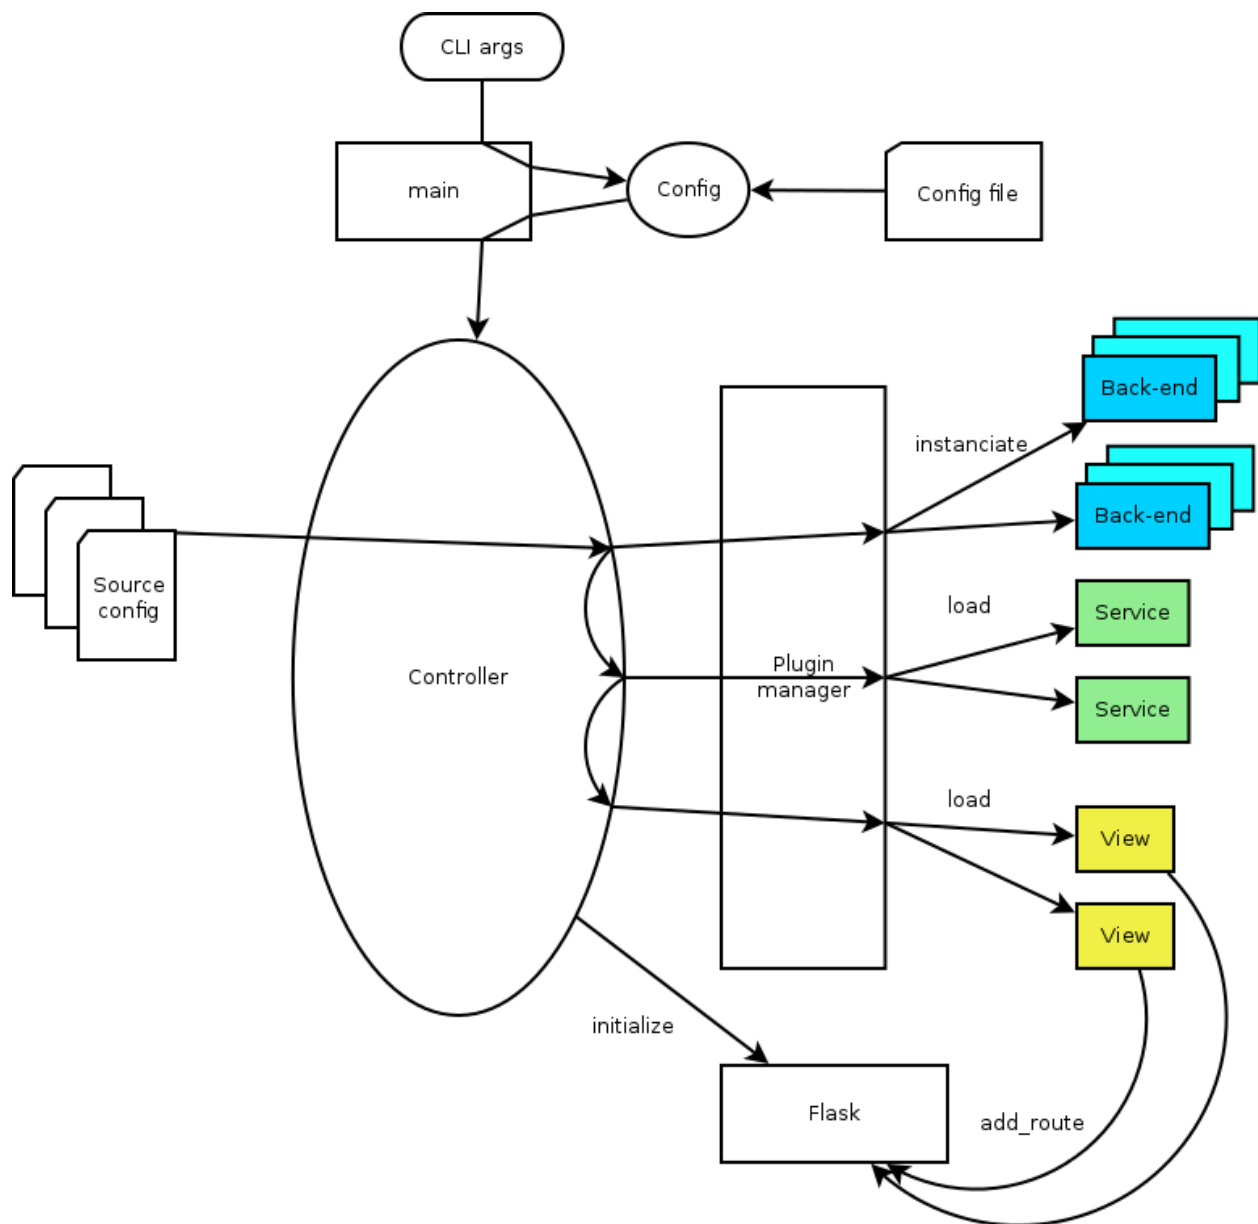 CLI args
main
Config
Config file
Back-end
instanciate
Back-end
Source
config
load
Service
Controller
Plugin
manager
Service
load
View
View
initialize
Flask
add_route